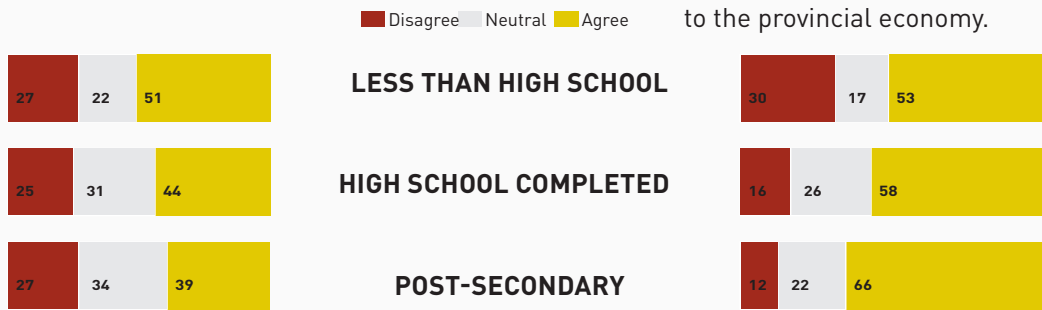 Disagree Neutral Agree
to the provincial economy.
27 22 51
LESS THAN HIGH SCHOOL
30 17 53
25 31 44
HIGH SCHOOL COMPLETED
16 26 58
27 34 39
POST-SECONDARY
12 22 66